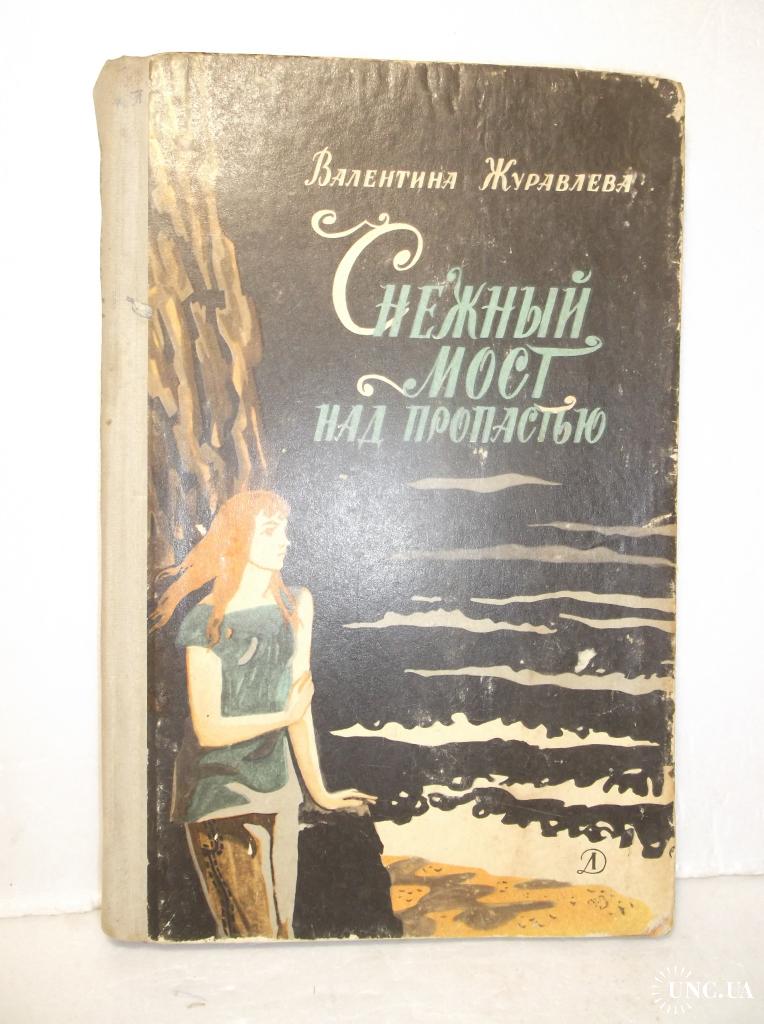 Валентина Журавлева
Снежный
мост
над пропастью
Д
UNC.UA